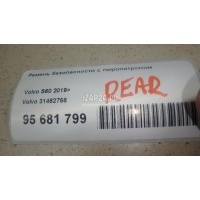 Ремень безопасности с пиропатроном
Volvo S60 2019>
Volvo 31462768
REAR
95 681 799